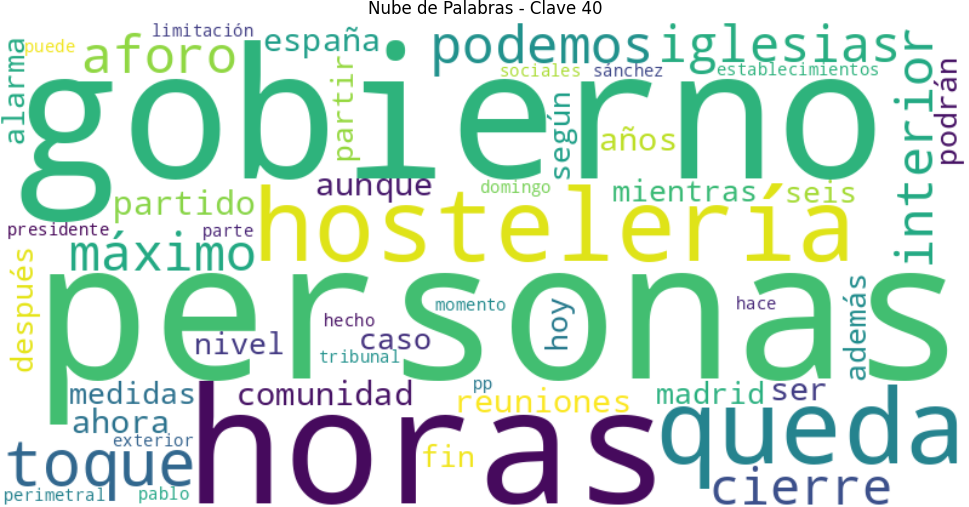 Nube de Palabras - Clave 40
limitación
puede
aforo
españa
podemos
iglesias
alarma
gobierno
partir
sociales
sánchez
establecimientos
según
años
interior
podrán
aunque
domingo
mientras
seis
partido
hostelería
presidente
parte
máximo
después
personas
momento
hoy
hace
además
hecho
nivel
caso
tribunal
medidas
comunidad
pp
reuniones
madrid
ser
ahora
horas
queda
exterior
toque
fin
cierre
perimetral
pablo